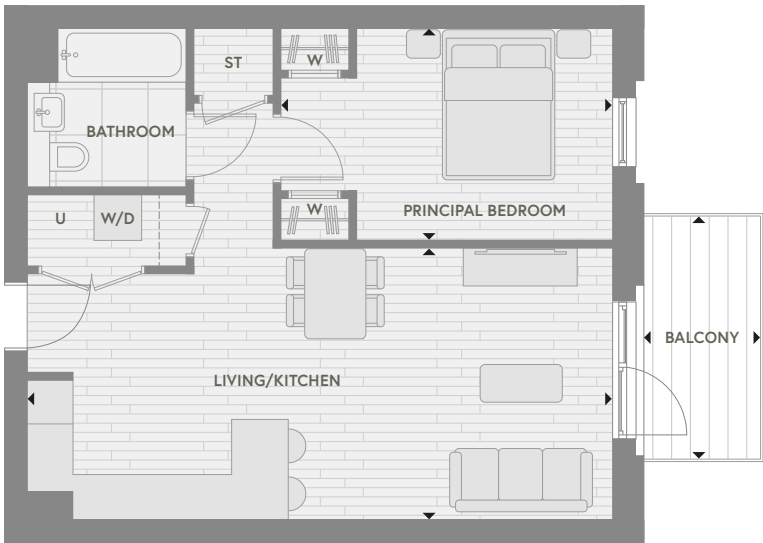 ST
W
BATHROOM
U
W/D
W
PRINCIPAL BEDROOM
BALCONY
LIVING/KITCHEN